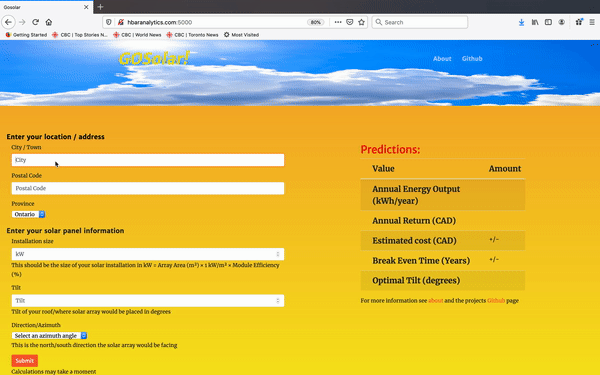 Gosolar
hbaranalytics.com:5000
80%
Search
Getting Started
CBC | Top Stories N...
CBC | World News
CBC | Toronto News
Most Visited
GOSolar!
About
Github
Enter your location / address
City / Town
City
Postal Code
Postal Code
Province
Ontario
Enter your solar panel information
Installation size
kW
This should be the size of your solar installation in kW = Array Area (m²) × 1 kW/m² × Module Efficiency
(%)
Tilt
Tilt
Tilt of your roof/where solar array would be placed in degrees
Direction/Azimuth
Select an azimuth angle
This is the north/south direction the solar array would be facing
Submit
Calculations may take a moment
Predictions:
Value Amount
Annual Energy Output
(kWh/year)
Annual Return (CAD)
Estimated cost (CAD) +/-
Break Even Time (Years) +/-
Optimal Tilt (degrees)
For more information see about and the projects Github page